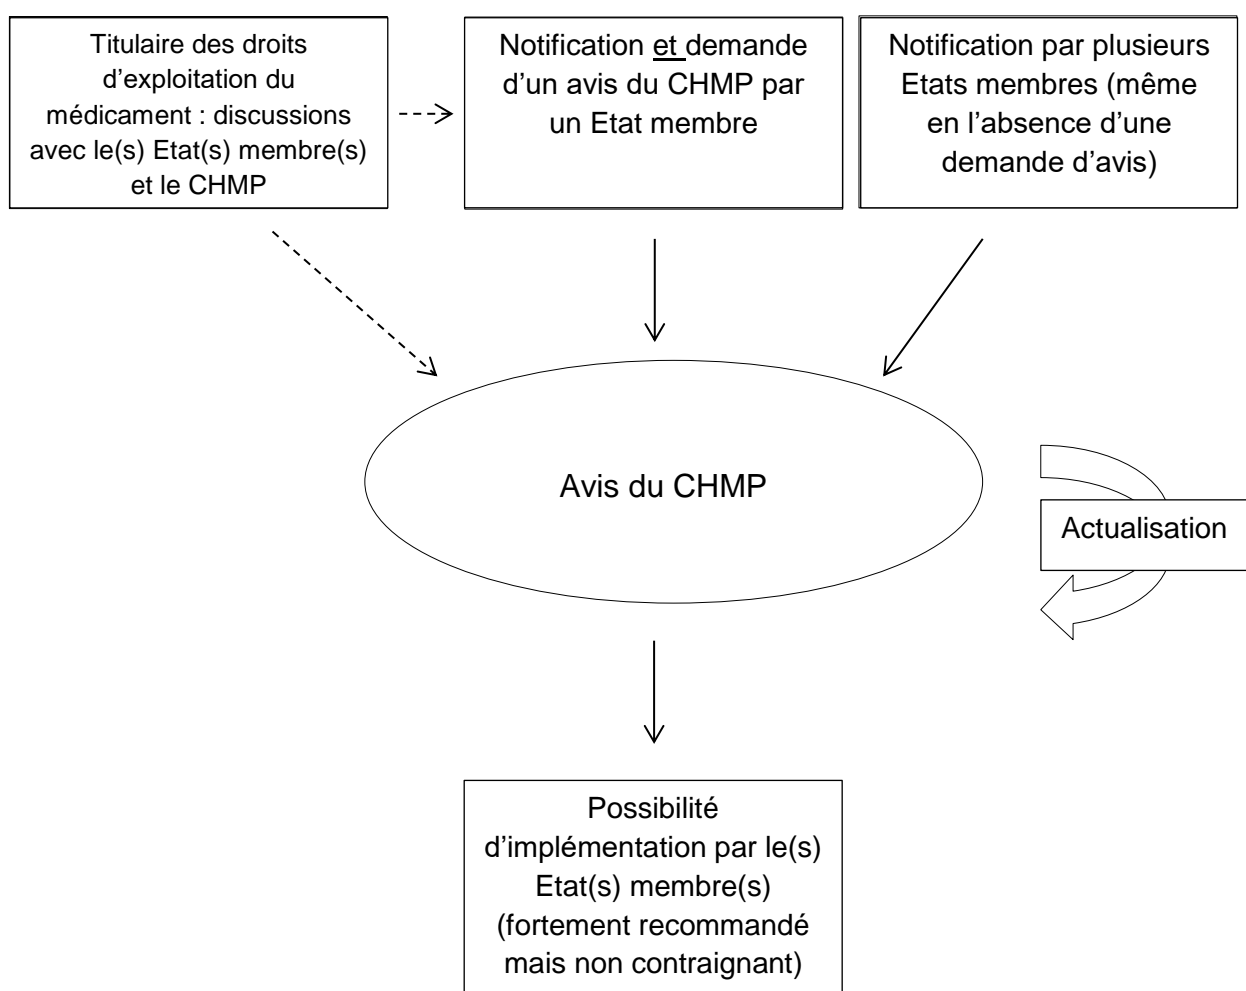 Titulaire des droits
d’exploitation du
médicament : discussions
avec le(s) Etat(s) membre(s)
et le CHMP
Notification et demande
d’un avis du CHMP par
un Etat membre
Notification par plusieurs
Etats membres (même
en l’absence d’une
demande d’avis)
Avis du CHMP
Actualisation
Possibilité
d’implémentation par le(s)
Etat(s) membre(s)
(fortement recommandé
mais non contraignant)